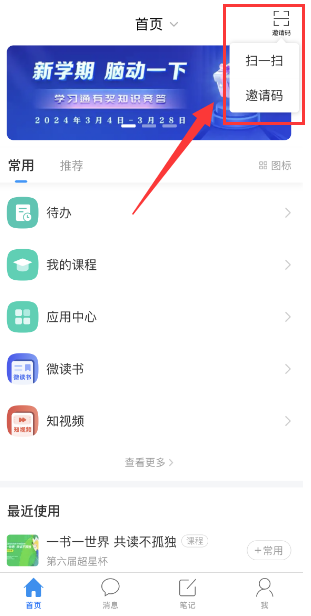 首页
邀请码
扫一扫
邀请码
新学期 脑动一下
学习通有奖知识竞答
2024年3月4日-3月28日
常用
推荐
图标
待办
我的课程
应用中心
微读书
微读书
知视频
知视频
查看更多
最近使用
一书一世界 共读不孤独
课程
第六届超星杯
+常用
首页
消息
笔记
我